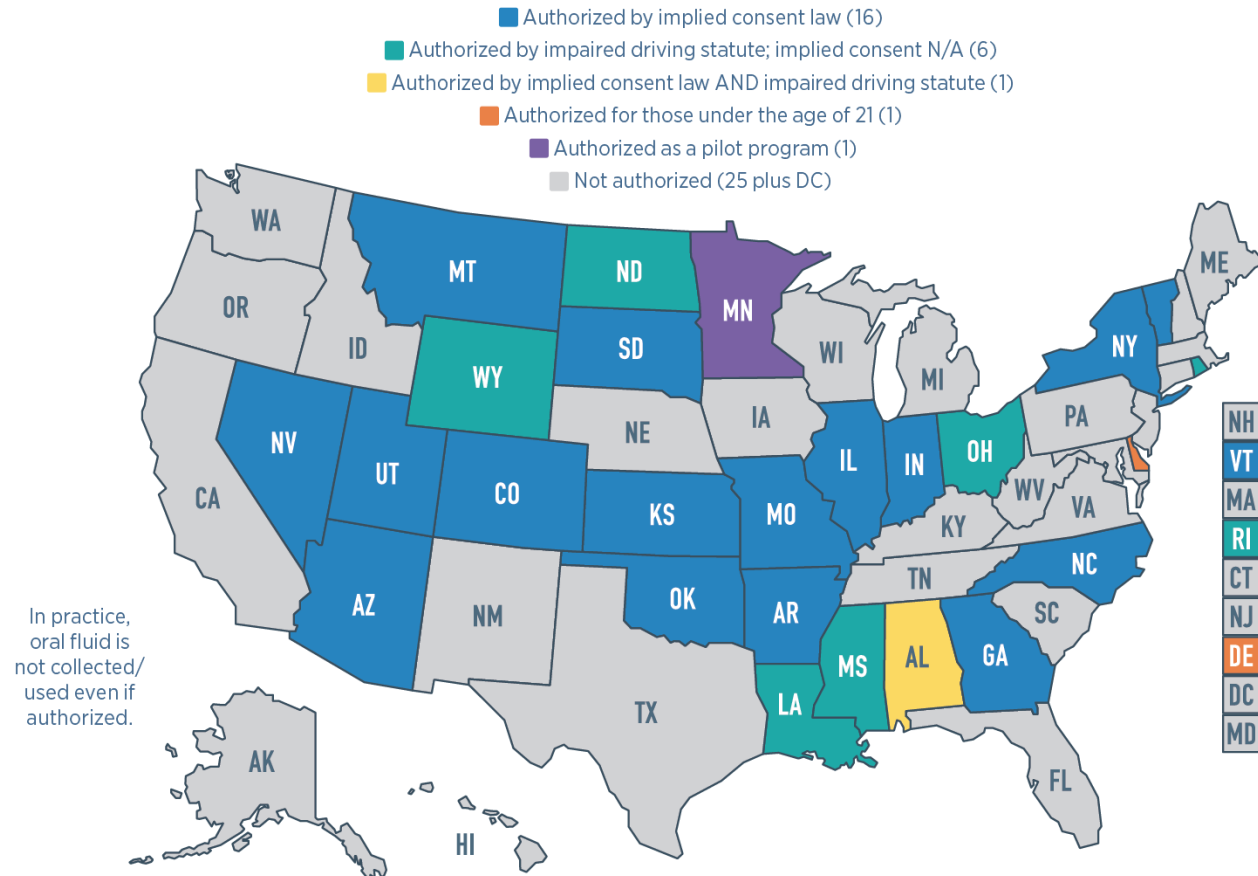 Authorized by implied consent law (16)
Authorized by impaired driving statute; implied consent N/A (6)
Authorized by implied consent law AND impaired driving statute (1)
Authorized for those under the age of 21 (1)
Authorized as a pilot program (1)
Not authorized (25 plus DC)
WA
MT
ND
MN
ME
OR
ID
SD
WI
NY
WY
MI
IA
PA
NE
NV
UT
IL
IN
OH
CO
CA
WV
KS
MO
VA
KY
NC
TN
AZ
OK
AR
NM
SC
MS
AL
GA
LA
TX
FL
AK
HI
NH
VT
MA
RI
CT
NJ
DE
DC
MD
In practice,
oral fluid is
not collected/
used even if
authorized.